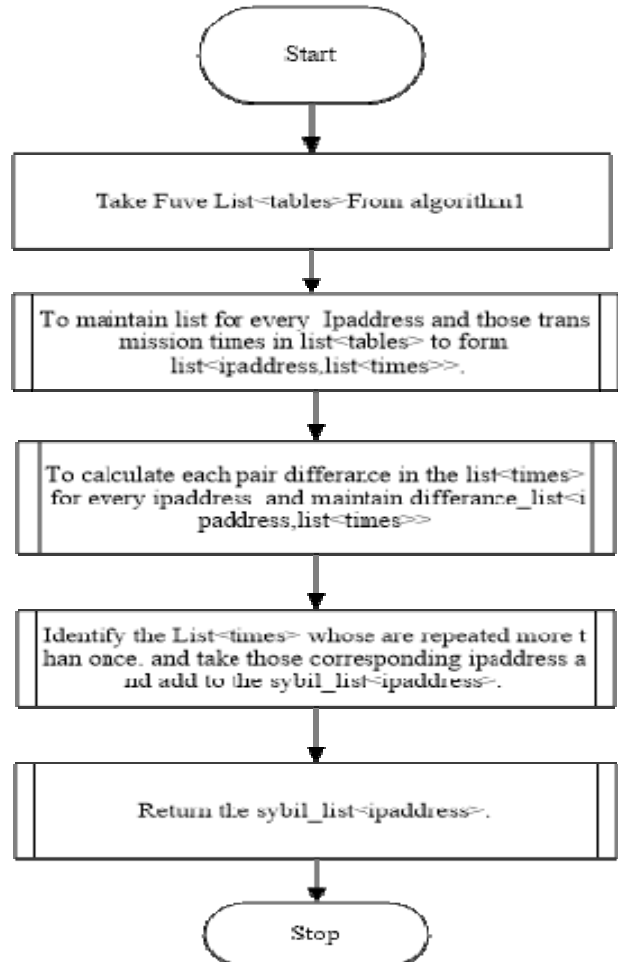 Start
Take Fuve List<tables>From algorithm1
To maintain list for every Ipaddress and those trans
mission times in list<tables> to form
list<ipaddress,list<times>>.
To calculate each pair differance in the list<times>
for every ipaddress and maintain differance_list<i
paddress,list<times>>
Identify the List<times> whose are repeated more t
han once. and take those corresponding ipaddress a
nd add to the sybil_list<ipaddress>.
Return the sybil_list<ipaddress>.
Stop